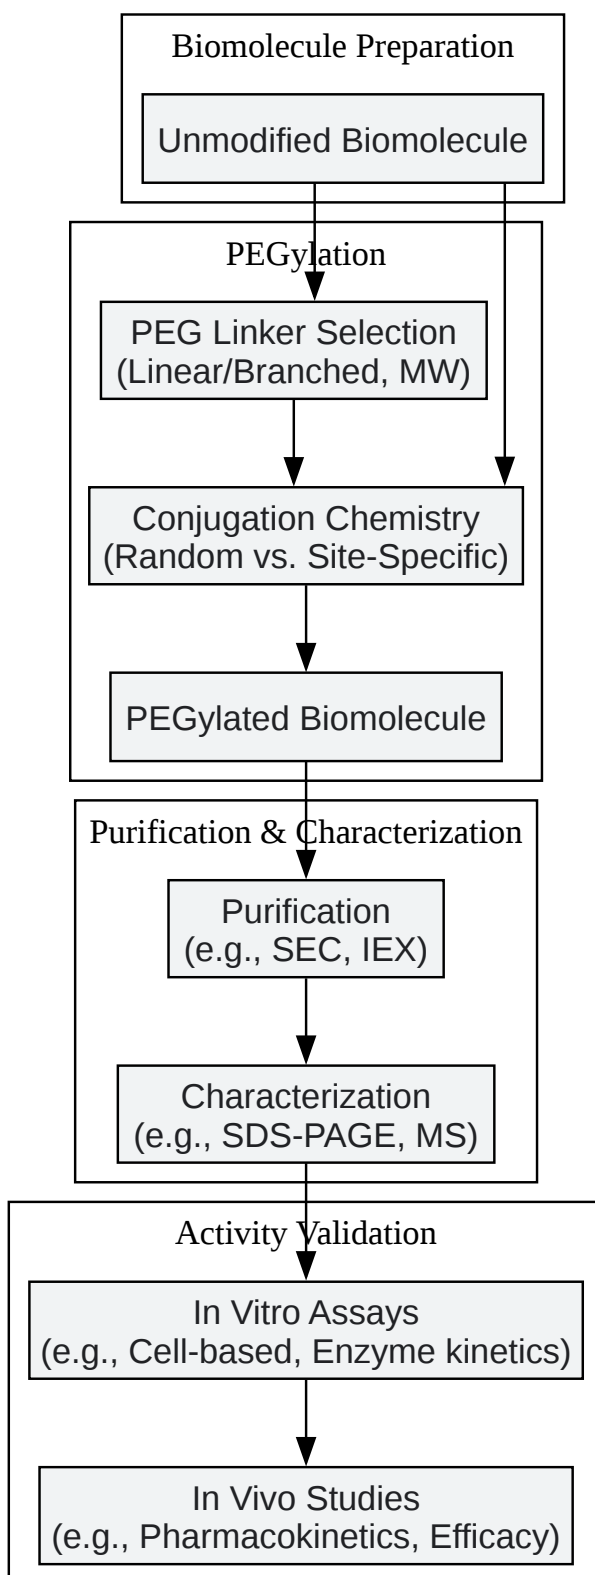 Biomolecule Preparation
Unmodified Biomolecule
PEGylation
PEG Linker Selection
(Linear/Branched, MW)
Conjugation Chemistry
(Random vs. Site-Specific)
PEGylated Biomolecule
Purification & Characterization
Purification
(e.g., SEC, IEX)
Characterization
(e.g., SDS-PAGE, MS)
Activity Validation
In Vitro Assays
(e.g., Cell-based, Enzyme kinetics)
In Vivo Studies
(e.g., Pharmacokinetics, Efficacy)